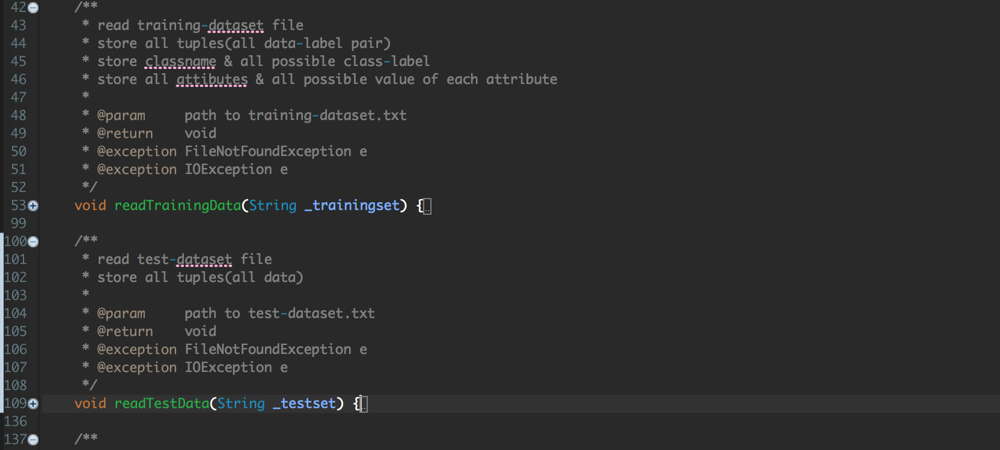 42 /**
43 * read training-dataset file
44 * store all tuples(all data-label pair)
45 * store classname & all possible class-label
46 * store all attibutes & all possible value of each attribute
47 *
48 * @param path to training-dataset.txt
49 * @return void
50 * @exception FileNotFoundException e
51 * @exception IOException e
52 */
53 void readTrainingData(String _trainingset) {..
99
100 /**
101 * read test-dataset file
102 * store all tuples(all data)
103 *
104 * @param path to test-dataset.txt
105 * @return void
106 * @exception FileNotFoundException e
107 * @exception IOException e
108 */
109 void readTestData(String _testset) {..
136
137 /**